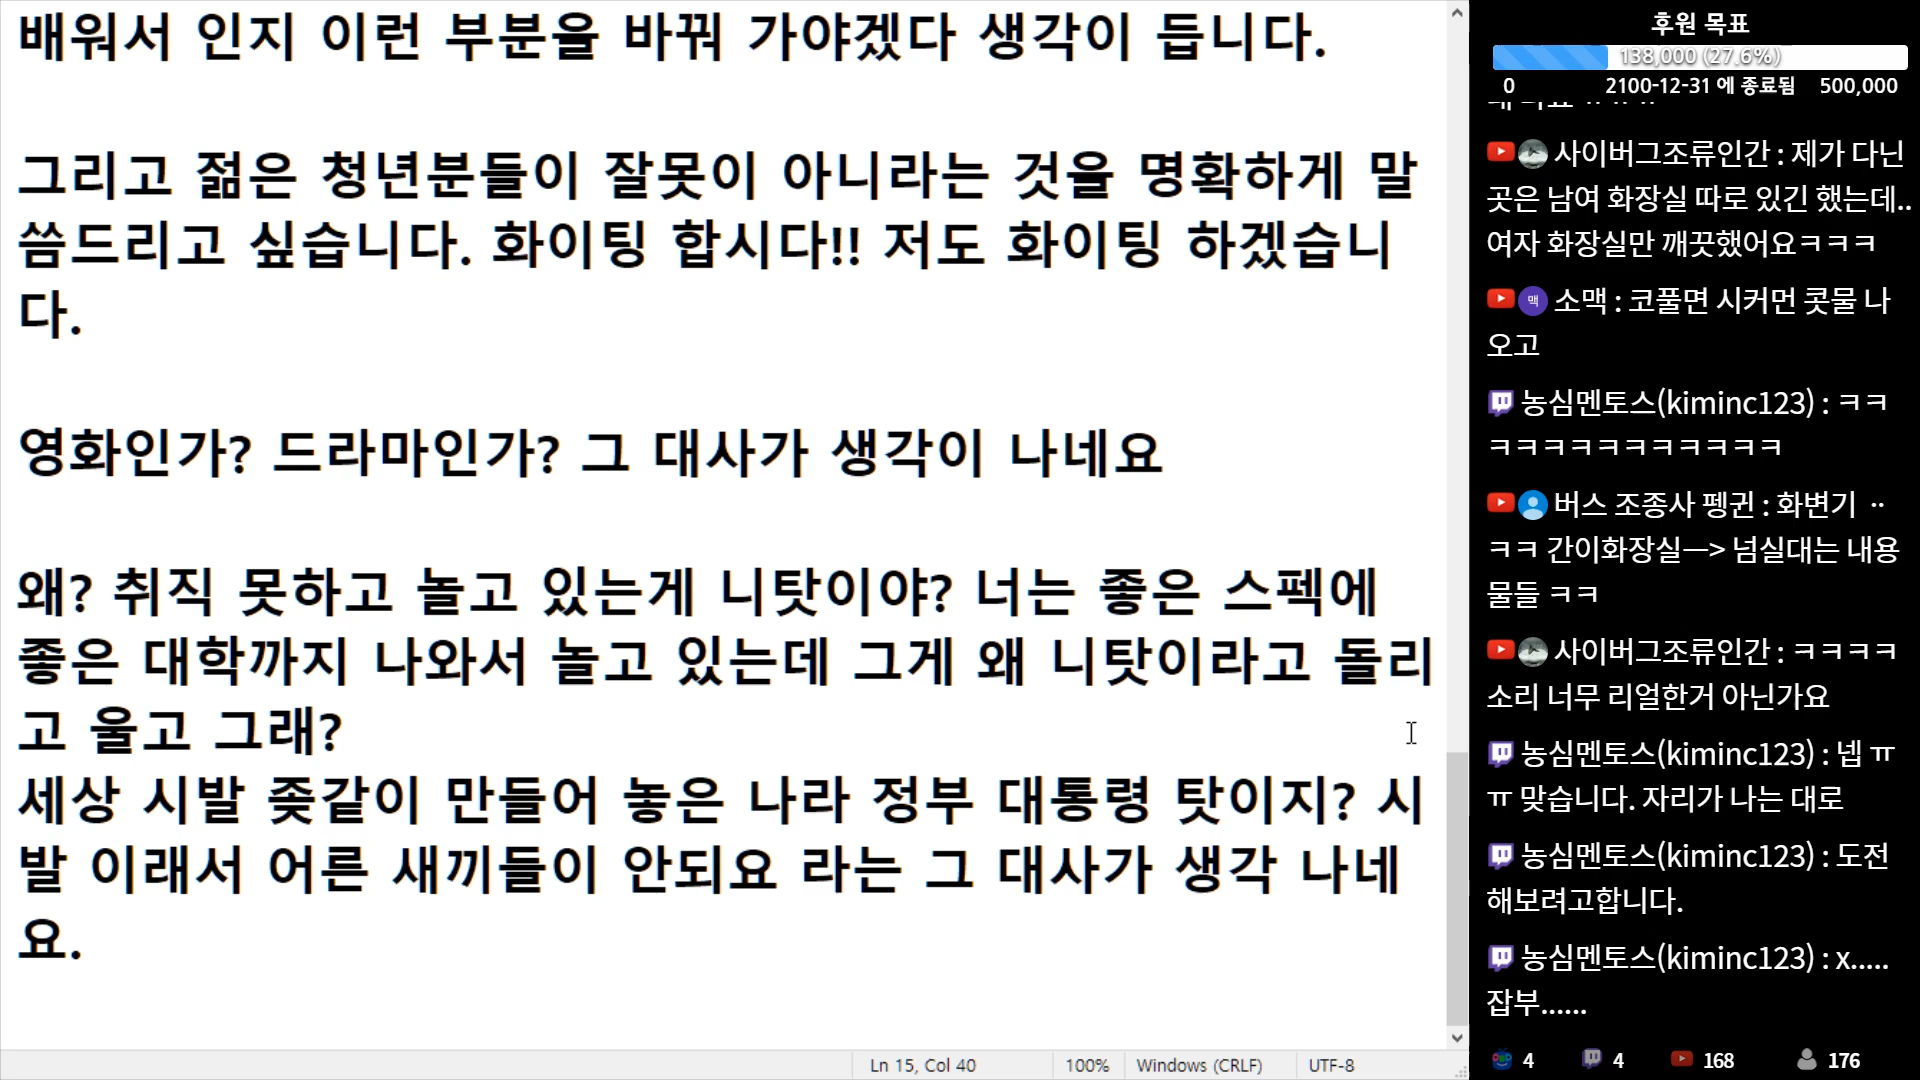 배워서 인지 이런 부분을 바꿔 가야겠다 생각이 듭니다.
그리고 젊은 청년분들이 잘못이 아니라는 것을 명확하게 말
씀드리고 싶습니다. 화이팅 합시다!! 저도 화이팅 하겠습니
다.
영화인가? 드라마인가? 그 대사가 생각이 나네요
왜? 취직 못하고 놀고 있는게 니탓이야? 너는 좋은 스펙에
좋은 대학까지 나와서 놀고 있는데 그게 왜 니탓이라고 돌리
고 울고 그래?
세상 시발 좆같이 만들어 놓은 나라 정부 대통령 탓이지? 시
발 이래서 어른 새끼들이 안되요 라는 그 대사가 생각 나네
요.
Ln 15, Col 40
100%
Windows (CRLF)
UTF-8
후원 목표
138,000 (27.6%)
0 2100-12-31 에 종료됨 500,000
사이버그조류인간 : 제가 다닌
곳은 남여 화장실 따로 있긴 했는데..
여자 화장실만 깨끗했어요ㅋㅋㅋ
맥 소맥 : 코풀면 시커먼 콧물 나
오고
농심멘토스(kiminc123) : ㅋㅋ
ㅋㅋㅋㅋㅋㅋㅋㅋㅋㅋㅋ
버스 조종사 펭귄 : 화변기 ··
ㅋㅋ 간이화장실—> 넘실대는 내용
물들 ㅋㅋ
사이버그조류인간 : ㅋㅋㅋㅋ
소리 너무 리얼한거 아닌가요
농심멘토스(kiminc123) : 넵 ㅠ
ㅠ 맞습니다. 자리가 나는 대로
농심멘토스(kiminc123) : 도전
해보려고합니다.
농심멘토스(kiminc123) : x.....
잡부......
4 4 168 176